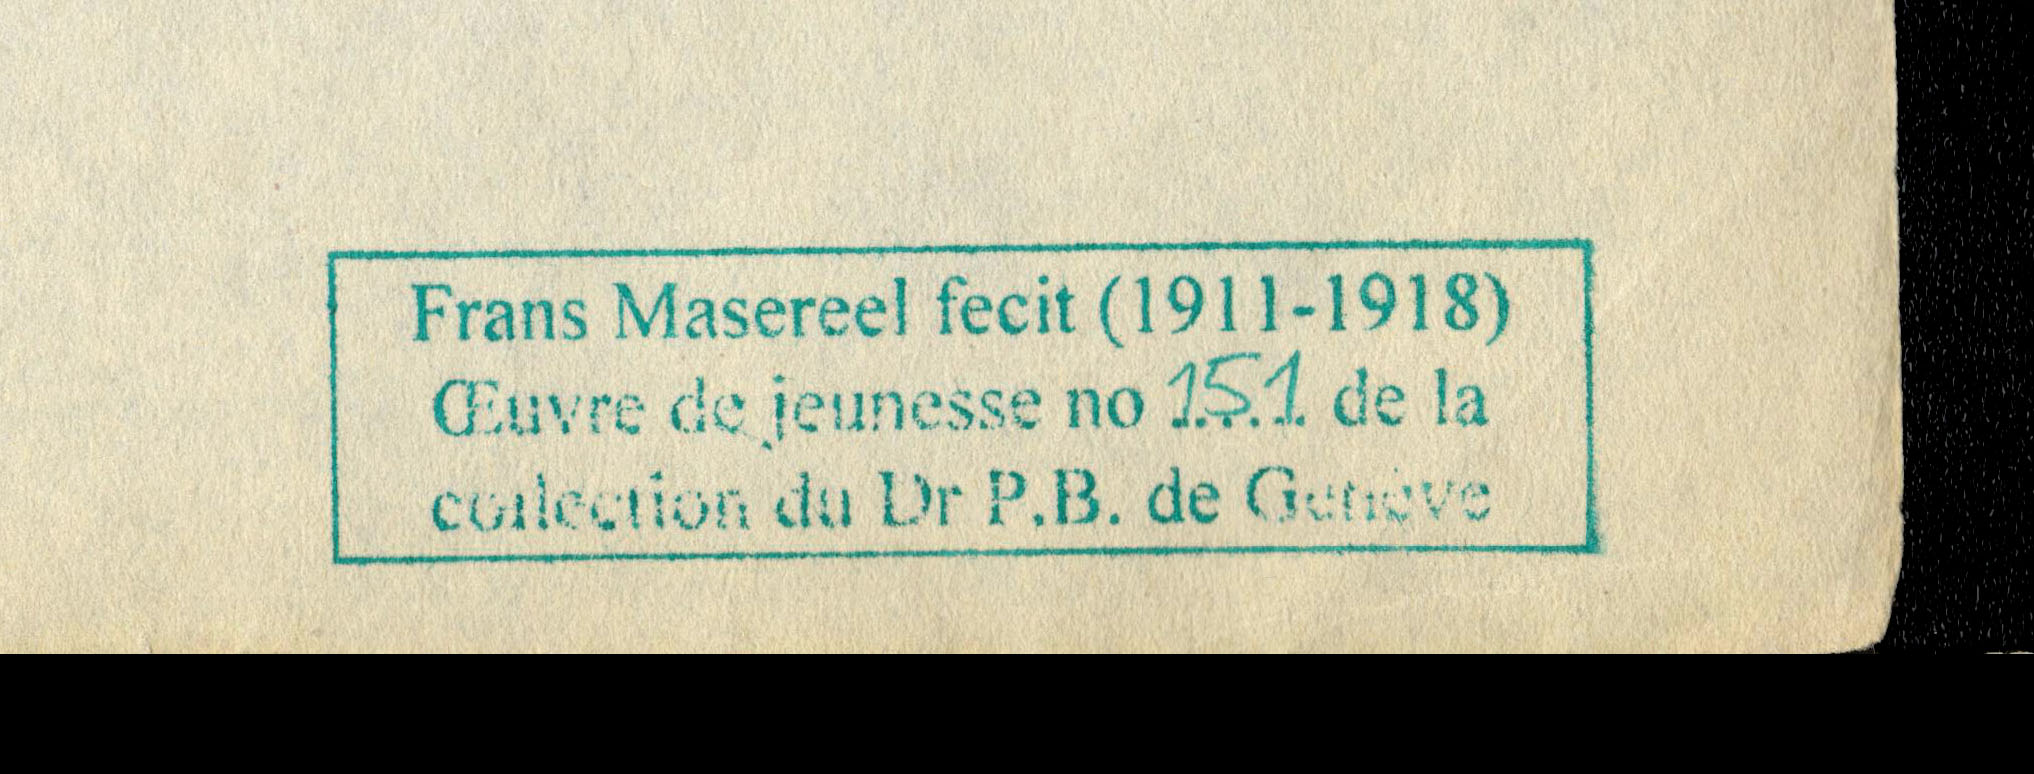 Frans Masereel fecit (1911-1918)
Œuvre de jeunesse no 151 de la
collection du Dr P.B. de Genève